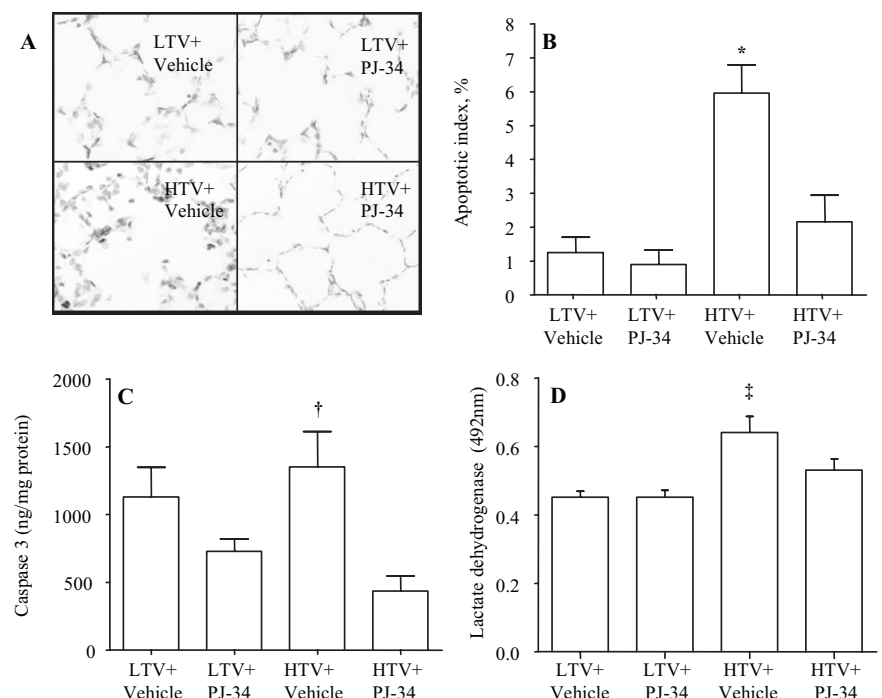 A
LTV+
Vehicle
LTV+
PJ-34
HTV+
Vehicle
HTV+
PJ-34
B
Apoptotic index, %
8
7
6
5
4
3
2
1
0
*
LTV+
Vehicle
LTV+
PJ-34
HTV+
Vehicle
HTV+
PJ-34
C
Caspase 3 (ng/mg protein)
2000
1500
1000
500
0
†
LTV+
Vehicle
LTV+
PJ-34
HTV+
Vehicle
HTV+
PJ-34
D
Lactate dehydrogenase (492nm)
0.8
0.6
0.4
0.2
0.0
‡
LTV+
Vehicle
LTV+
PJ-34
HTV+
Vehicle
HTV+
PJ-34